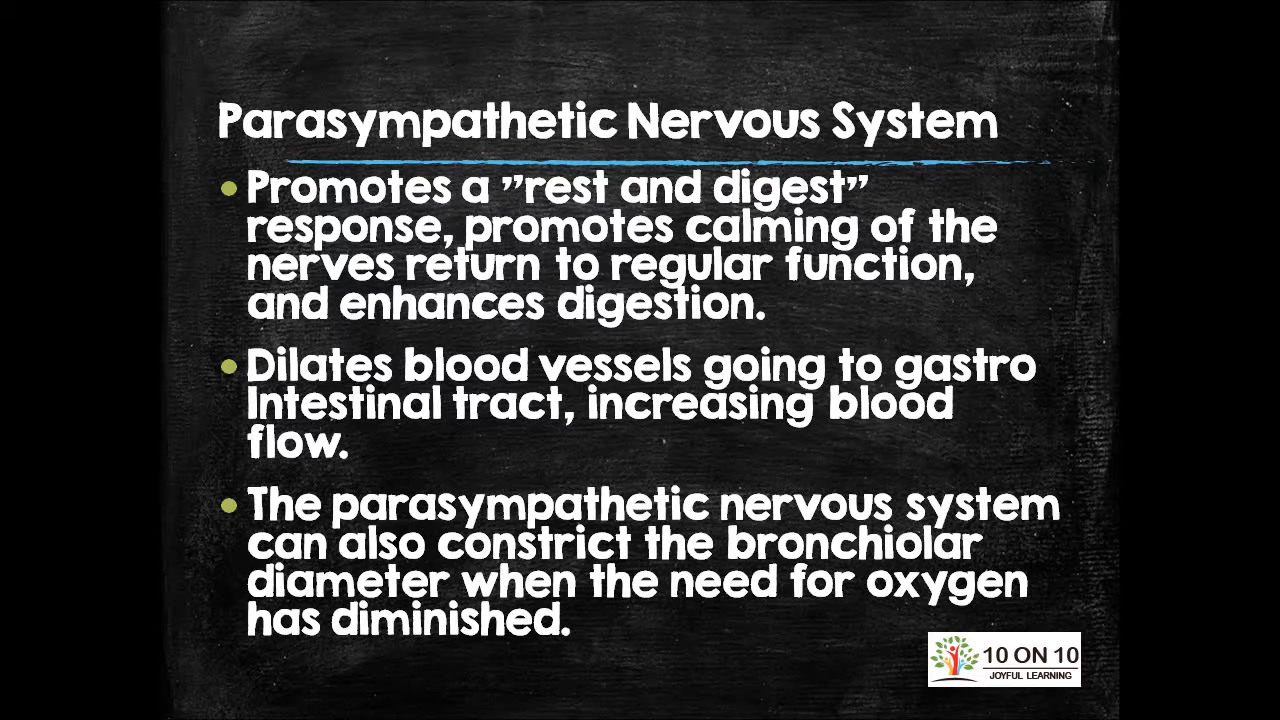 Parasympathetic Nervous System
• Promotes a ”rest and digest”
response, promotes calming of the
nerves return to regular function,
and enhances digestion.
• Dilates blood vessels going to gastro
Intestinal tract, increasing blood
flow.
• The parasympathetic nervous system
can also constrict the bronchiolar
diameter when the need for oxygen
has diminished.
10 ON 10
JOYFUL LEARNING